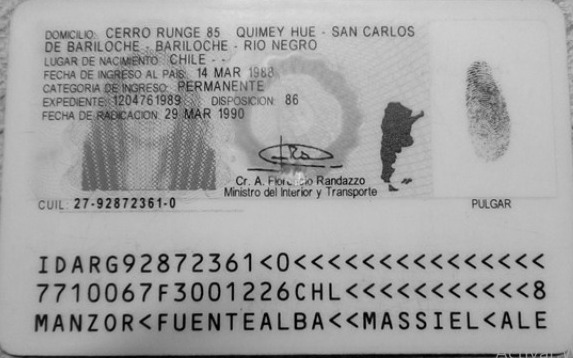 DOMICILIO: CERRO RUNGE 85 QUIMEY HUE - SAN CARLOS
DE BARILOCHE - BARILOCHE - RIO NEGRO
LUGAR DE NACIMIENTO: CHILE - -
FECHA DE INGRESO AL PAIS: 14 MAR 1988
CATEGORIA DE INGRESO: PERMANENTE
EXPEDIENTE: 1204761989 DISPOSICION: 86
FECHA DE RADICACION: 29 MAR 1990
Cr. A. Florencio Randazzo
Ministro del Interior y Transporte
CUIL: 27-92872361-0
PULGAR
IDARG92872361<0<<<<<<<<<<<<<<<
7710067F3001226CHL<<<<<<<<<<<8
MANZOR<FUENTEALBA<<MASSIEL<ALE